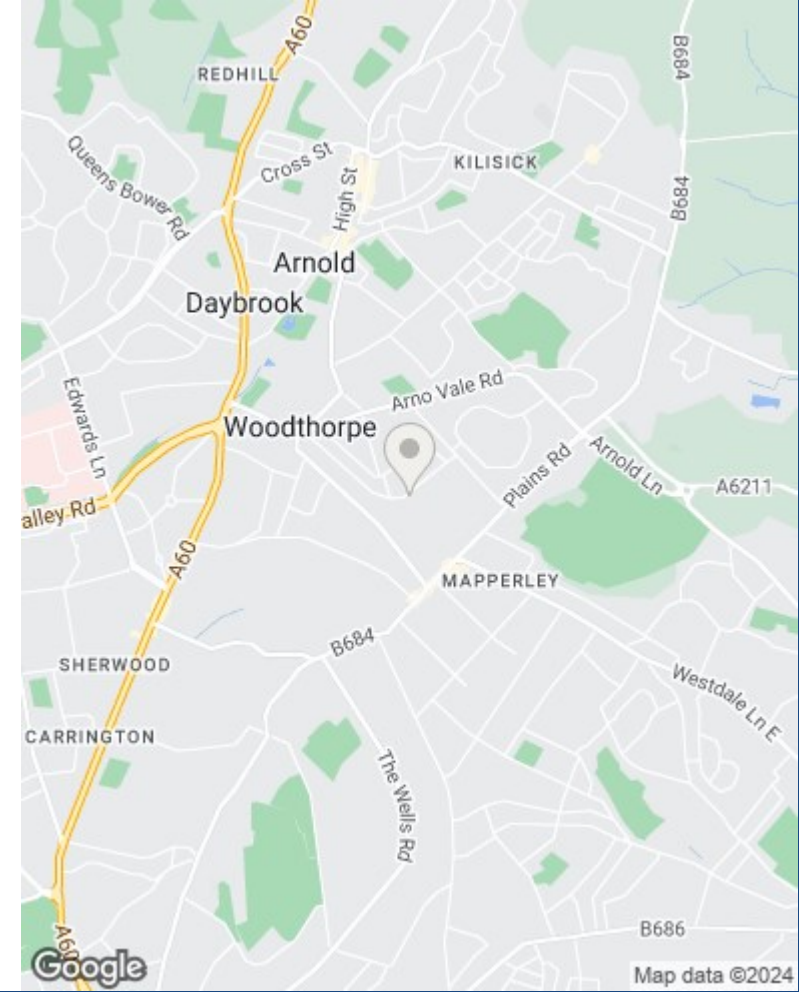 A60
B684
REDHILL
Cross St
KILISICK
Queens Bower Rd
High St
B684
Arnold
Daybrook
Edwards Ln
Arno Vale Rd
Woodthorpe
Plains Rd
Arnold Ln
A6211
alley Rd
A60
MAPPERLEY
B684
SHERWOOD
Westdale Ln E
CARRINGTON
The Wells Rd
B686
A60
Google
Map data ©2024